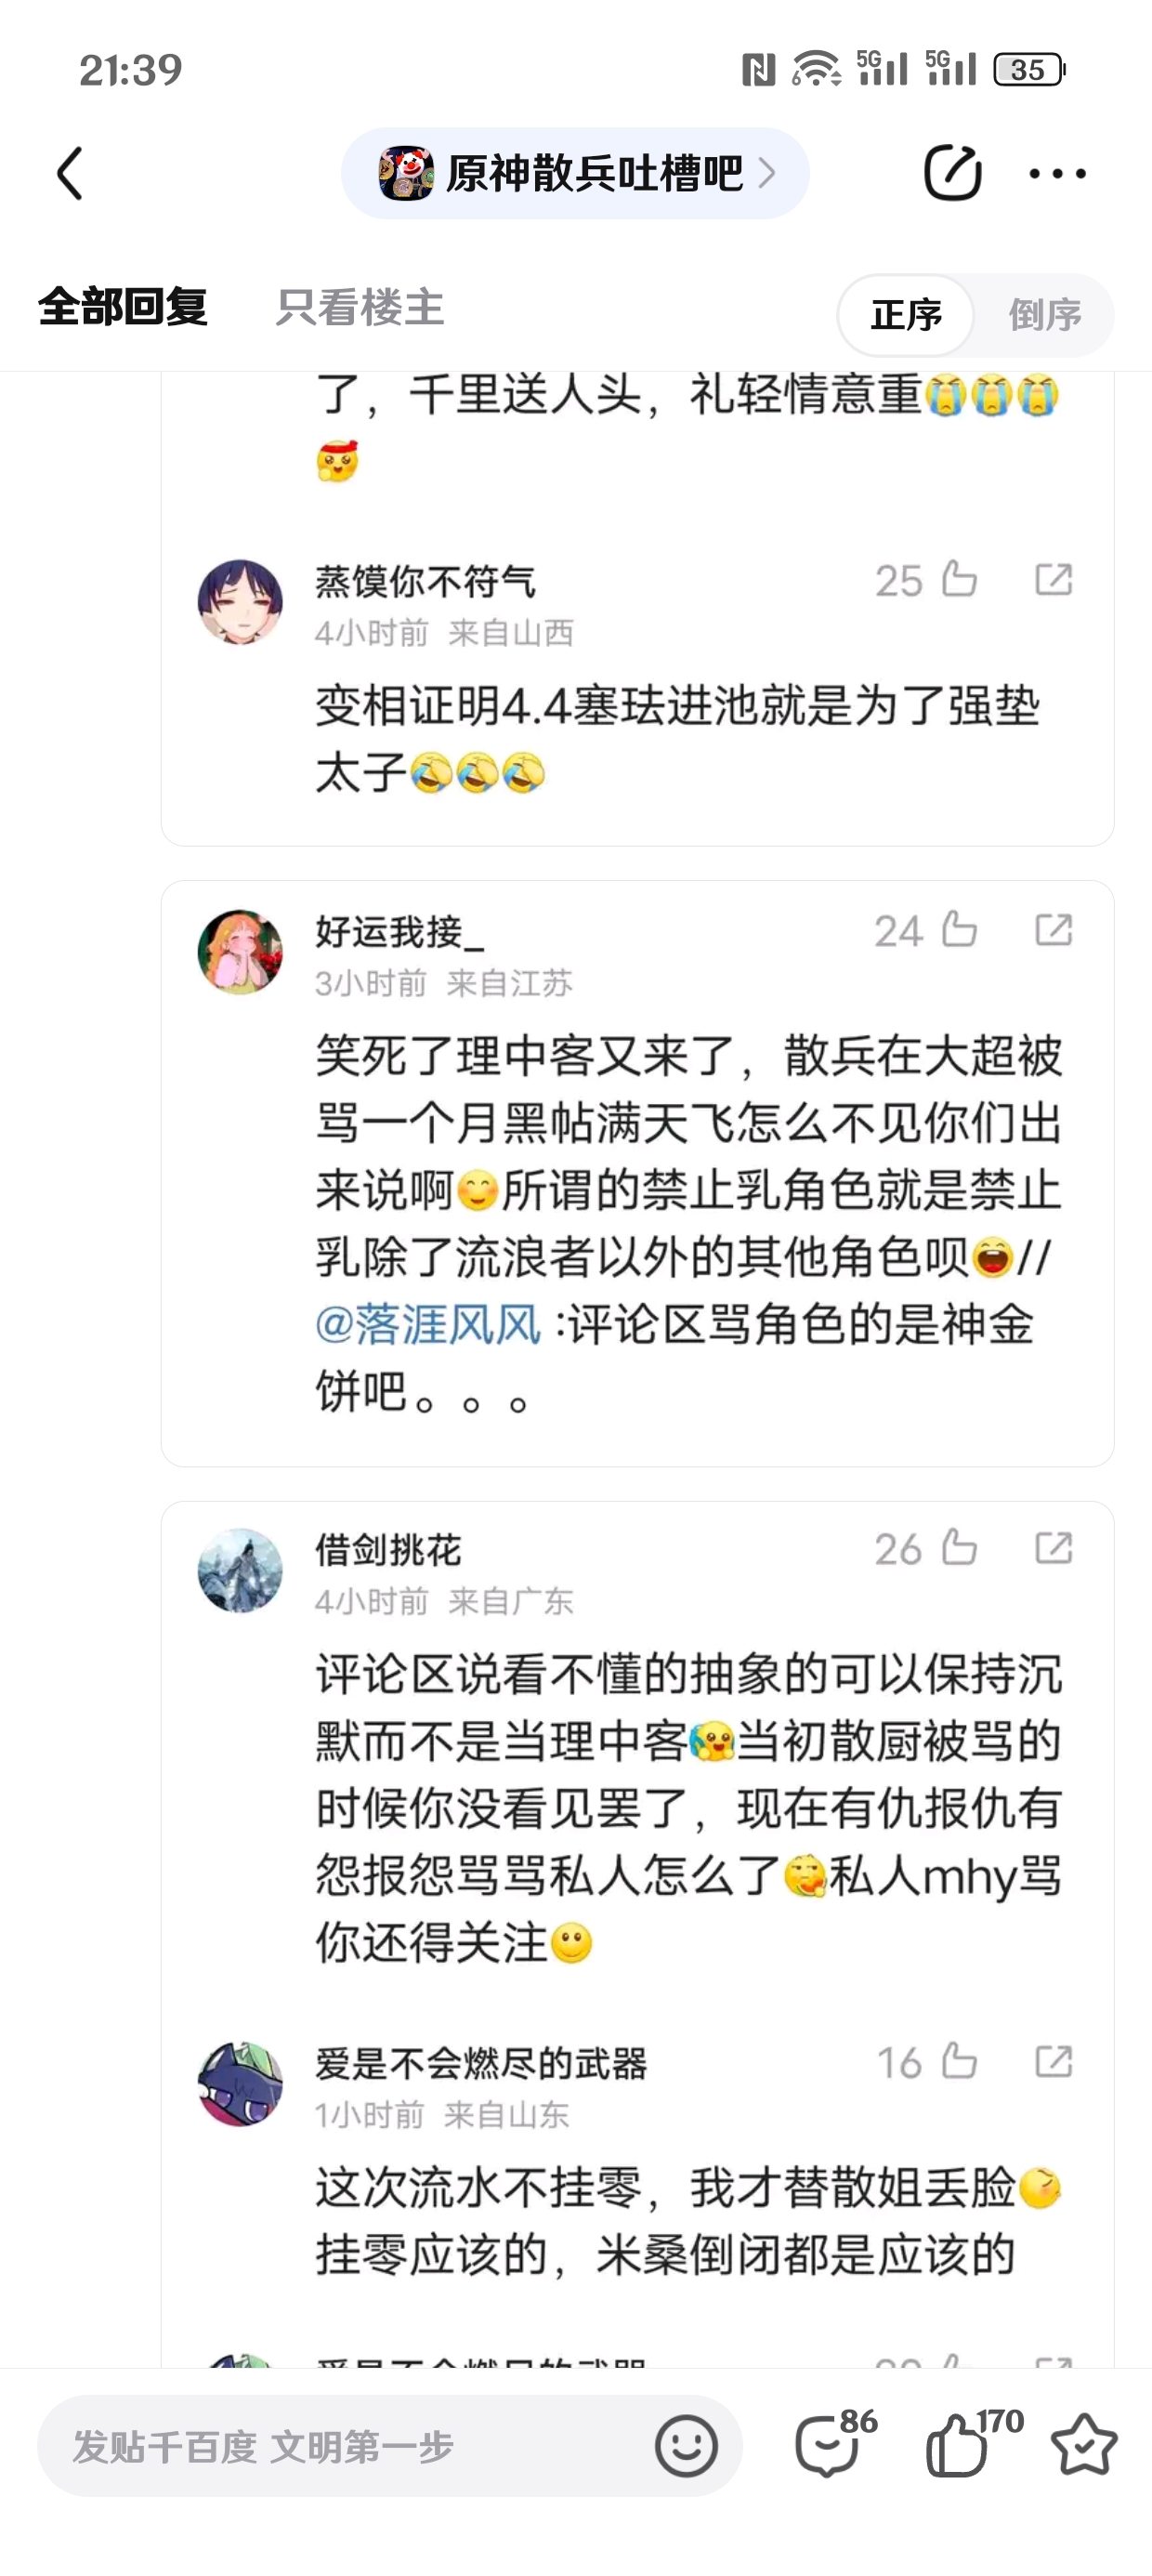 21:39
5G
5G
35
原神散兵吐槽吧
全部回复
只看楼主
正序
倒序
了，千里送人头，礼轻情意重😭😭😭
蒸馍你不符气
25
4小时前 来自山西
变相证明4.4塞珐进池就是为了强垫
太子🤣🤣🤣
好运我接_
24
3小时前 来自江苏
笑死了理中客又来了，散兵在大超被
骂一个月黑帖满天飞怎么不见你们出
来说啊😊所谓的禁止乳角色就是禁止
乳除了流浪者以外的其他角色呗😄//
@落涯风风 :评论区骂角色的是神金
饼吧。。。
借剑挑花
26
4小时前 来自广东
评论区说看不懂的抽象的可以保持沉
默而不是当理中客🤗当初散厨被骂的
时候你没看见罢了，现在有仇报仇有
怨报怨骂骂私人怎么了🤭私人mhy骂
你还得关注🙂
爱是不会燃尽的武器
16
1小时前 来自山东
这次流水不挂零，我才替散姐丢脸
挂零应该的，米桑倒闭都是应该的
发贴千百度 文明第一步
86
170